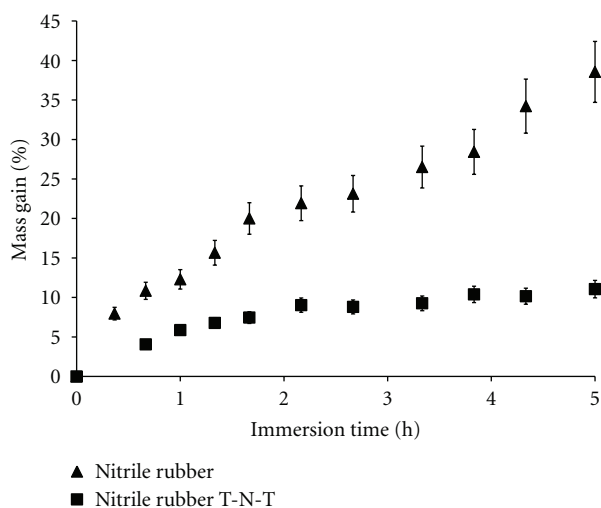 45
40
35
30
25
20
15
10
5
0
Mass gain (%)
0 1 2 3 4 5
Immersion time (h)
Nitrile rubber
Nitrile rubber T-N-T